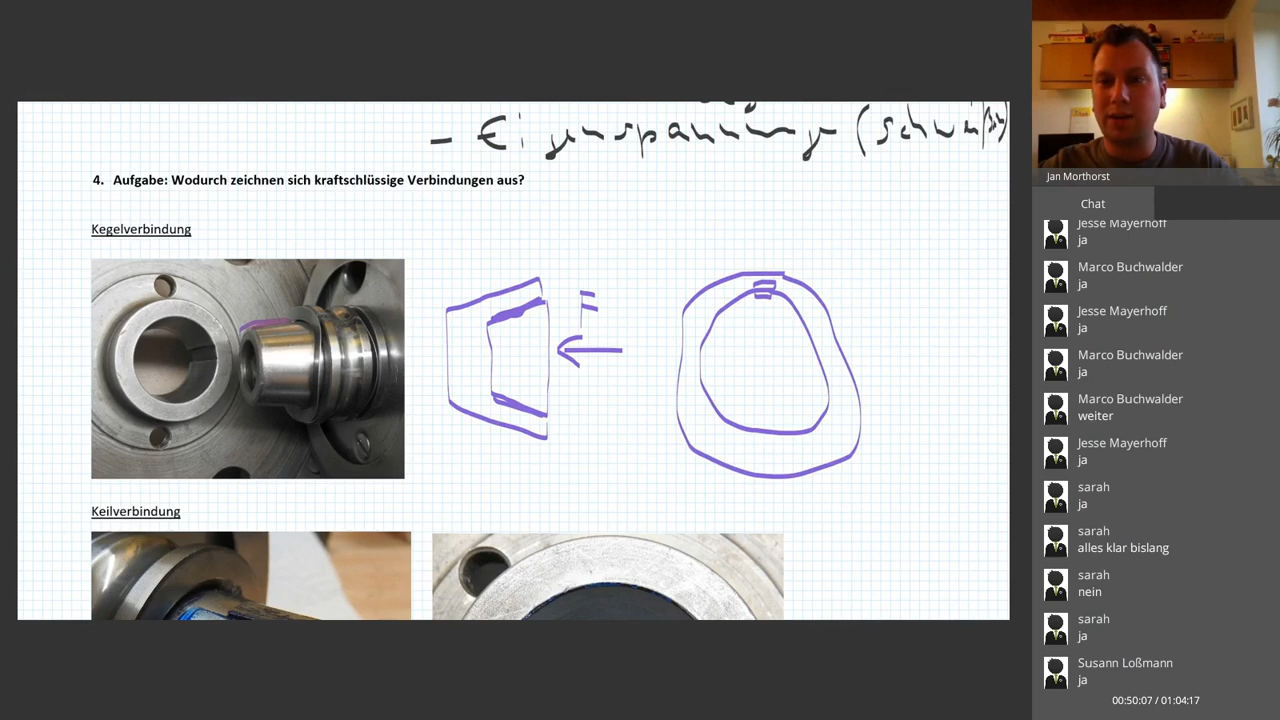 - Eigenspannung (Schweißen)
4. Aufgabe: Wodurch zeichnen sich kraftschlüssige Verbindungen aus?
Kegelverbindung
F
Keilverbindung
Jan Morthorst
Chat
Jesse Mayerhoff
ja
Marco Buchwalder
ja
Jesse Mayerhoff
ja
Marco Buchwalder
ja
Marco Buchwalder
weiter
Jesse Mayerhoff
ja
sarah
ja
sarah
alles klar bislang
sarah
nein
sarah
ja
Susann Loßmann
ja
00:50:07 / 01:04:17